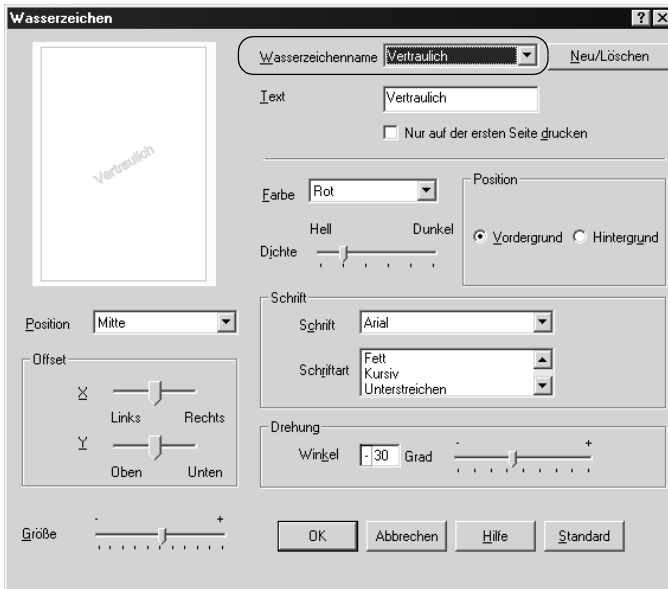 Wasserzeichen
Wasserzeichenname Vertraulich Neu/Löschen
Text Vertraulich
Nur auf der ersten Seite drucken
Vertraulich
Farbe Rot
Position
Hell Dunkel
Dichte
Vordergrund Hintergrund
Position Mitte
Schrift
Schrift Arial
Schriftart Fett
Kursiv
Unterstreichen
Offset
X
Links Rechts
Y
Oben Unten
Drehung
Winkel -30 Grad - +
Größe - +
OK Abbrechen Hilfe Standard